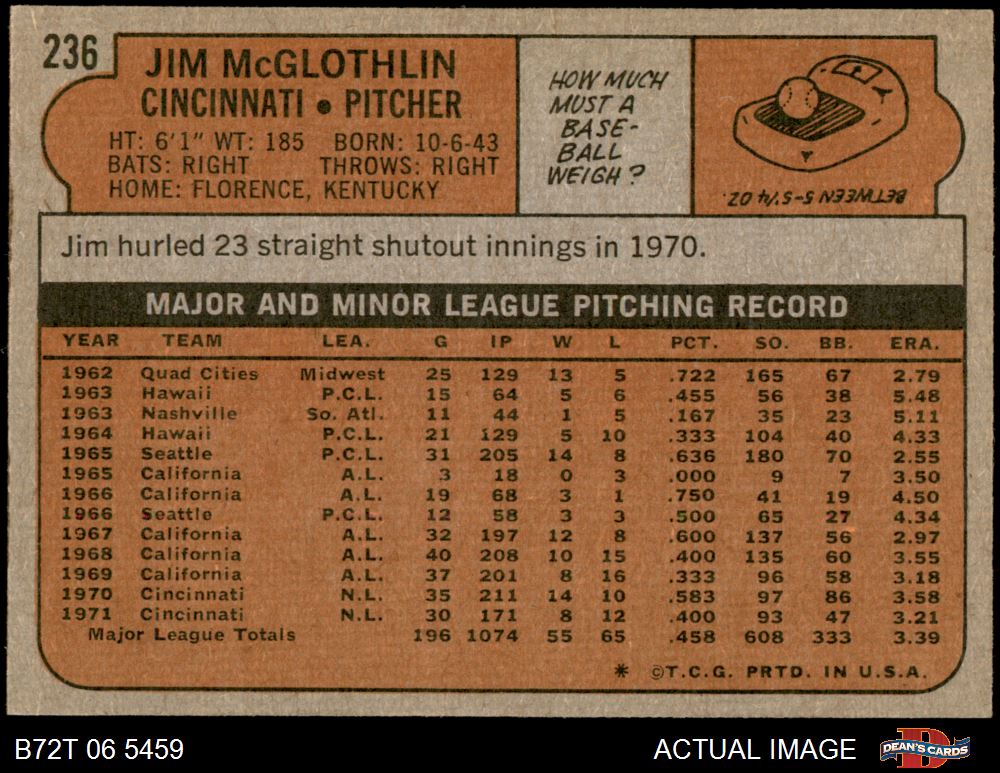 236
JIM McGLOTHLIN
CINCINNATI • PITCHER
HT: 6'1" WT: 185 BORN: 10-6-43
BATS: RIGHT THROWS: RIGHT
HOME: FLORENCE, KENTUCKY
HOW MUCH
MUST A
BASE-
BALL
WEIGH?
BETWEEN 5-5 1/4 OZ.
Jim hurled 23 straight shutout innings in 1970.
MAJOR AND MINOR LEAGUE PITCHING RECORD
YEAR TEAM LEA. G IP W L PCT. SO. BB. ERA.
1962 Quad Cities Midwest 25 129 13 5 .722 165 67 2.79
1963 Hawaii P.C.L. 15 64 5 6 .455 56 38 5.48
1963 Nashville So. Atl. 11 44 1 5 .167 35 23 5.11
1964 Hawaii P.C.L. 21 129 5 10 .333 104 40 4.33
1965 Seattle P.C.L. 31 205 14 8 .636 180 70 2.55
1965 California A.L. 3 18 0 3 .000 9 7 3.50
1966 California A.L. 19 68 3 1 .750 41 19 4.50
1966 Seattle P.C.L. 12 58 3 3 .500 65 27 4.34
1967 California A.L. 32 197 12 8 .600 137 56 2.97
1968 California A.L. 40 208 10 15 .400 135 60 3.55
1969 California A.L. 37 201 8 16 .333 96 58 3.18
1970 Cincinnati N.L. 35 211 14 10 .583 97 86 3.58
1971 Cincinnati N.L. 30 171 8 12 .400 93 47 3.21
Major League Totals 196 1074 55 65 .458 608 333 3.39
* ©T.C.G. PRTD. IN U.S.A.
B72T 06 5459 ACTUAL IMAGE DEAN'S CARDS